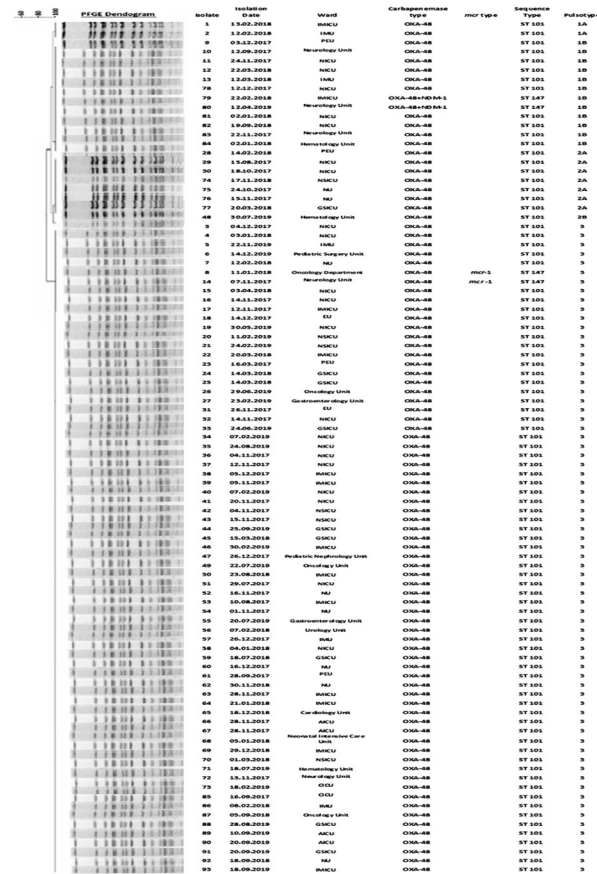 PFGE Dendogram Isolate Isolation Date Ward Carbapenemase type mcr type Sequence Type Pulsotype
1 13.02.2018 IMICU OXA-48 ST 101 1A
2 12.02.2018 IMU OXA-48 ST 101 1A
9 03.12.2017 PEU OXA-48 ST 101 1B
10 12.09.2017 Neurology Unit OXA-48 ST 101 1B
11 24.11.2017 NICU OXA-48 ST 101 1B
12 12.03.2018 NICU OXA-48 ST 101 1B
13 12.03.2018 IMU OXA-48 ST 101 1B
78 12.12.2017 NICU OXA-48 ST 101 1B
79 22.02.2018 IMICU OXA-48+NDM-1 ST 147 1B
80 12.04.2019 Neurology Unit OXA-48+NDM-1 ST 147 1B
81 02.01.2018 NICU OXA-48 ST 101 1B
82 19.09.2018 NICU OXA-48 ST 101 1B
83 22.11.2017 Neurology Unit OXA-48 ST 101 1B
84 02.01.2018 Hematology Unit OXA-48 ST 101 1B
28 14.02.2018 PEU OXA-48 ST 101 2A
29 15.08.2017 NICU OXA-48 ST 101 2A
30 18.10.2017 NICU OXA-48 ST 101 2A
74 17.11.2017 NSICU OXA-48 ST 101 2A
75 24.10.2017 NU OXA-48 ST 101 2A
76 15.11.2017 NU OXA-48 ST 101 2A
77 20.03.2018 GSICU OXA-48 ST 101 2A
48 30.07.2019 Hematology Unit OXA-48 ST 101 2B
3 04.12.2017 NICU OXA-48 ST 101 3
4 03.01.2018 NICU OXA-48 ST 101 3
5 22.11.2019 IMU OXA-48 ST 101 3
6 14.12.2019 Pediatric Surgery Unit OXA-48 ST 101 3
7 12.02.2018 NU OXA-48 ST 101 3
8 11.01.2018 Oncology Department OXA-48 mcr-1 ST 147 3
14 07.11.2017 Neurology Unit OXA-48 mcr-1 ST 147 3
15 03.04.2018 NICU OXA-48 ST 101 3
16 14.11.2017 NICU OXA-48 ST 101 3
17 12.11.2017 IMICU OXA-48 ST 101 3
18 14.12.2017 EU OXA-48 ST 101 3
19 30.05.2019 NICU OXA-48 ST 101 3
20 11.02.2019 NSICU OXA-48 ST 101 3
21 24.02.2019 NSICU OXA-48 ST 101 3
22 20.03.2018 IMICU OXA-48 ST 101 3
23 16.03.2017 PEU OXA-48 ST 101 3
24 14.03.2018 GSICU OXA-48 ST 101 3
25 14.03.2018 GSICU OXA-48 ST 101 3
26 29.06.2019 Oncology Unit OXA-48 ST 101 3
27 23.02.2019 Gastroenterology Unit OXA-48 ST 101 3
31 26.11.2017 EU OXA-48 ST 101 3
32 14.11.2017 NICU OXA-48 ST 101 3
33 24.06.2019 GSICU OXA-48 ST 101 3
34 07.02.2019 NICU OXA-48 ST 101 3
35 24.08.2019 NICU OXA-48 ST 101 3
36 04.11.2017 NICU OXA-48 ST 101 3
37 12.11.2017 NICU OXA-48 ST 101 3
38 05.12.2017 IMICU OXA-48 ST 101 3
39 05.11.2017 IMICU OXA-48 ST 101 3
40 07.02.2019 NICU OXA-48 ST 101 3
41 20.11.2017 NICU OXA-48 ST 101 3
42 04.11.2017 NSICU OXA-48 ST 101 3
43 15.11.2017 NSICU OXA-48 ST 101 3
44 25.09.2019 GSICU OXA-48 ST 101 3
45 15.03.2018 GSICU OXA-48 ST 101 3
46 30.02.2019 IMICU OXA-48 ST 101 3
47 26.12.2017 Pediatric Nephrology Unit OXA-48 ST 101 3
49 22.07.2019 Oncology Unit OXA-48 ST 101 3
50 23.08.2018 IMICU OXA-48 ST 101 3
51 29.07.2017 NICU OXA-48 ST 101 3
52 16.11.2017 NU OXA-48 ST 101 3
53 10.08.2017 IMICU OXA-48 ST 101 3
54 01.11.2017 NU OXA-48 ST 101 3
55 20.07.2019 Gastroenterology Unit OXA-48 ST 101 3
56 07.02.2018 Urology Unit OXA-48 ST 101 3
57 26.12.2017 IMU OXA-48 ST 101 3
58 04.01.2018 NICU OXA-48 ST 101 3
59 18.07.2018 GSICU OXA-48 ST 101 3
60 16.12.2017 NU OXA-48 ST 101 3
61 28.09.2017 PEU OXA-48 ST 101 3
62 30.11.2018 NU OXA-48 ST 101 3
63 28.11.2017 IMICU OXA-48 ST 101 3
64 21.01.2018 IMICU OXA-48 ST 101 3
65 18.12.2018 Cardiology Unit OXA-48 ST 101 3
66 28.11.2017 AICU OXA-48 ST 101 3
67 28.11.2017 AICU OXA-48 ST 101 3
68 05.01.2018 Neonatal Intensive Care Unit OXA-48 ST 101 3
69 29.12.2018 IMICU OXA-48 ST 101 3
70 01.03.2018 NSICU OXA-48 ST 101 3
71 18.07.2019 Hematology Unit OXA-48 ST 101 3
72 13.11.2017 Neurology Unit OXA-48 ST 101 3
73 18.02.2019 CICU OXA-48 ST 101 3
85 16.09.2017 CICU OXA-48 ST 101 3
86 08.02.2018 IMU OXA-48 ST 101 3
87 05.09.2018 Oncology Unit OXA-48 ST 101 3
88 28.08.2019 GSICU OXA-48 ST 101 3
89 10.09.2019 AICU OXA-48 ST 101 3
90 20.09.2019 AICU OXA-48 ST 101 3
91 20.09.2019 GSICU OXA-48 ST 101 3
92 18.09.2019 NU OXA-48 ST 101 3
93 18.09.2019 IMICU OXA-48 ST 101 3